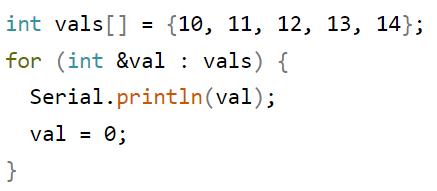 int vals[] = {10, 11, 12, 13, 14};
for (int &val : vals) {
  Serial.println(val);
  val = 0;
}